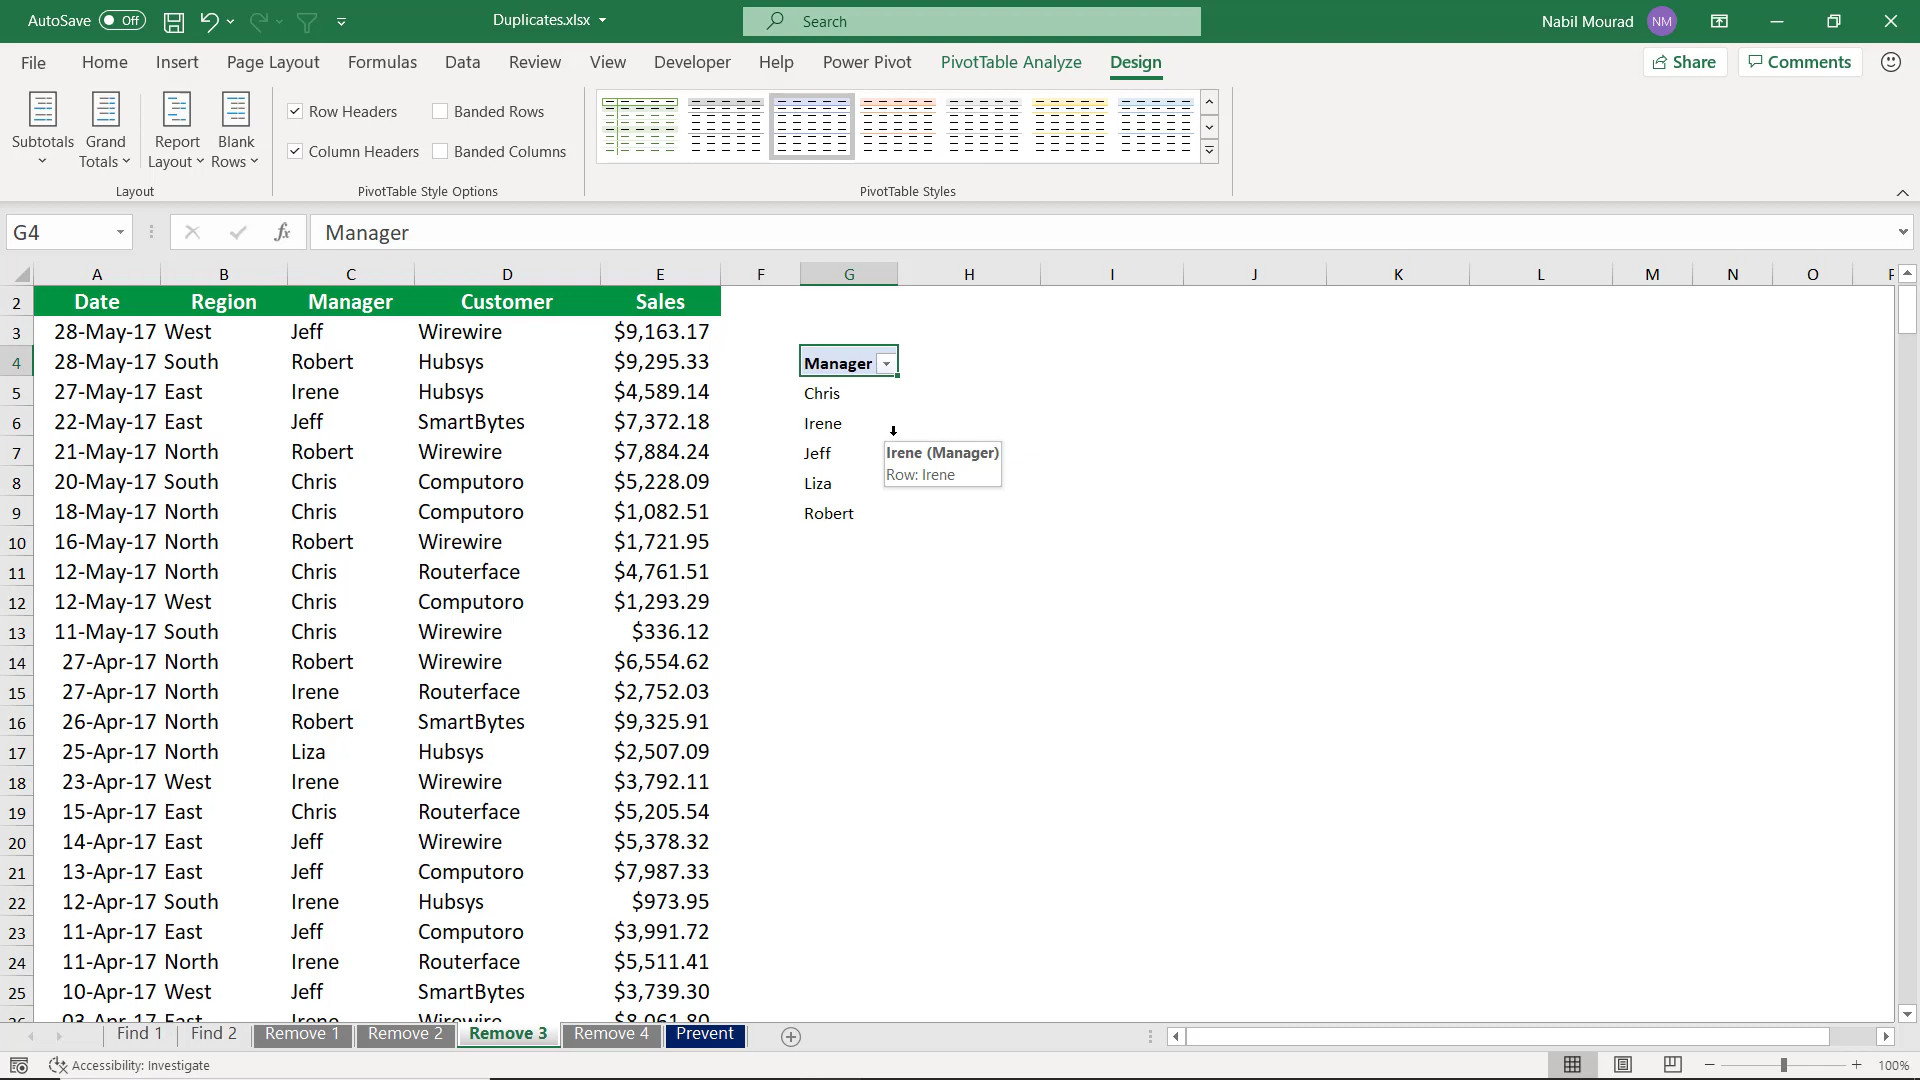 AutoSave Off Duplicates.xlsx Search Nabil Mourad NM
File Home Insert Page Layout Formulas Data Review View Developer Help Power Pivot PivotTable Analyze Design Share Comments
Subtotals Grand Totals Report Layout Blank Rows
Row Headers Banded Rows
Column Headers Banded Columns
Layout PivotTable Style Options PivotTable Styles
G4 fx Manager
A B C D E F G H I J K L M N O P
2 Date Region Manager Customer Sales
3 28-May-17 West Jeff Wirewire $9,163.17
4 28-May-17 South Robert Hubsys $9,295.33 Manager
5 27-May-17 East Irene Hubsys $4,589.14 Chris
6 22-May-17 East Jeff SmartBytes $7,372.18 Irene
7 21-May-17 North Robert Wirewire $7,884.24 Jeff Irene (Manager)
Row: Irene
8 20-May-17 South Chris Computoro $5,228.09 Liza
9 18-May-17 North Chris Computoro $1,082.51 Robert
10 16-May-17 North Robert Wirewire $1,721.95
11 12-May-17 North Chris Routerface $4,761.51
12 12-May-17 West Chris Computoro $1,293.29
13 11-May-17 South Chris Wirewire $336.12
14 27-Apr-17 North Robert Wirewire $6,554.62
15 27-Apr-17 North Irene Routerface $2,752.03
16 26-Apr-17 North Robert SmartBytes $9,325.91
17 25-Apr-17 North Liza Hubsys $2,507.09
18 23-Apr-17 West Irene Wirewire $3,792.11
19 15-Apr-17 East Chris Routerface $5,205.54
20 14-Apr-17 East Jeff Wirewire $5,378.32
21 13-Apr-17 East Jeff Computoro $7,987.33
22 12-Apr-17 South Irene Hubsys $973.95
23 11-Apr-17 East Jeff Computoro $3,991.72
24 11-Apr-17 North Irene Routerface $5,511.41
25 10-Apr-17 West Jeff SmartBytes $3,739.30
26 03-Apr-17 East Irene Wirewire $8,061.80
Find 1 Find 2 Remove 1 Remove 2 Remove 3 Remove 4 Prevent
Accessibility: Investigate 100%